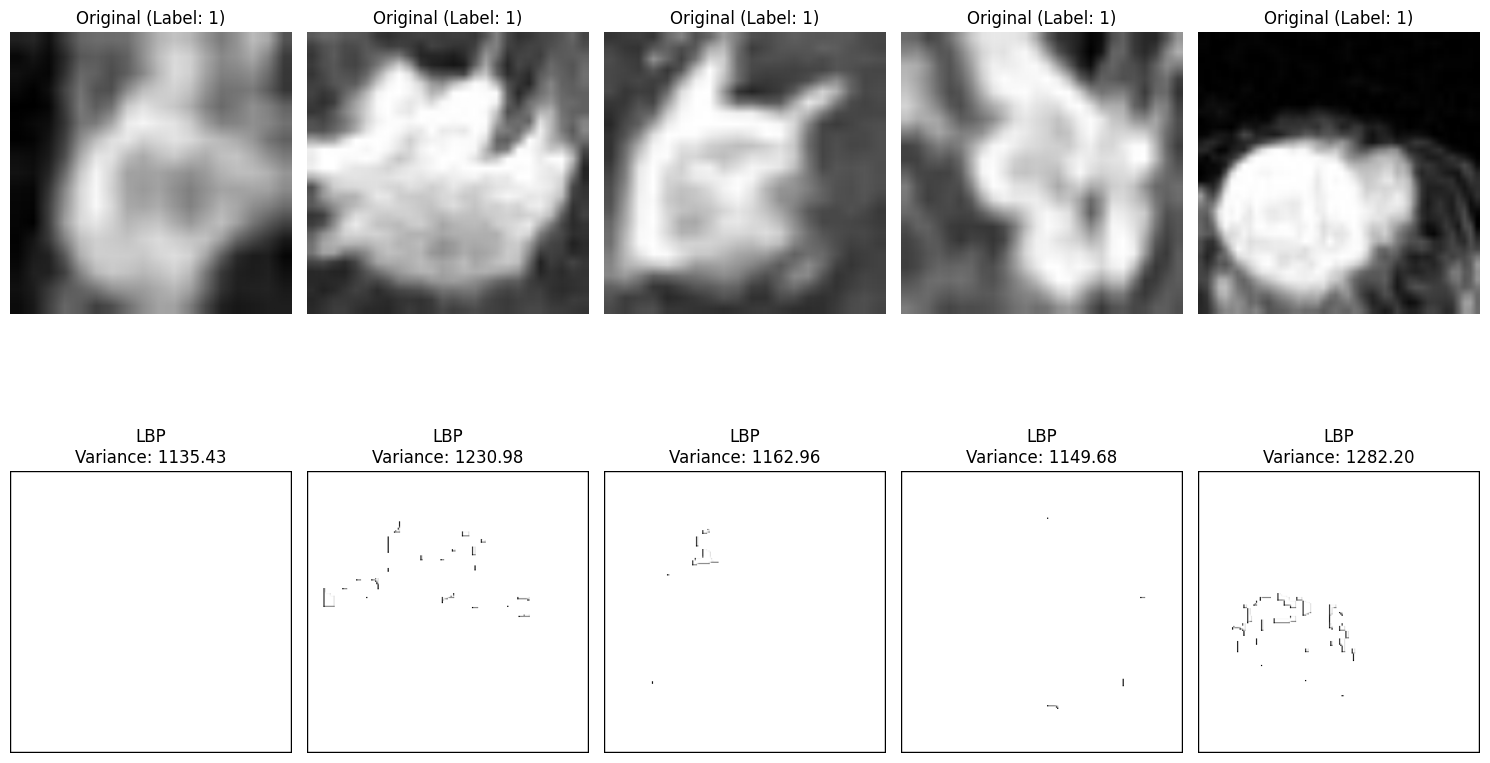 Original (Label: 1)
Original (Label: 1)
Original (Label: 1)
Original (Label: 1)
Original (Label: 1)
LBP
Variance: 1135.43
LBP
Variance: 1230.98
LBP
Variance: 1162.96
LBP
Variance: 1149.68
LBP
Variance: 1282.20